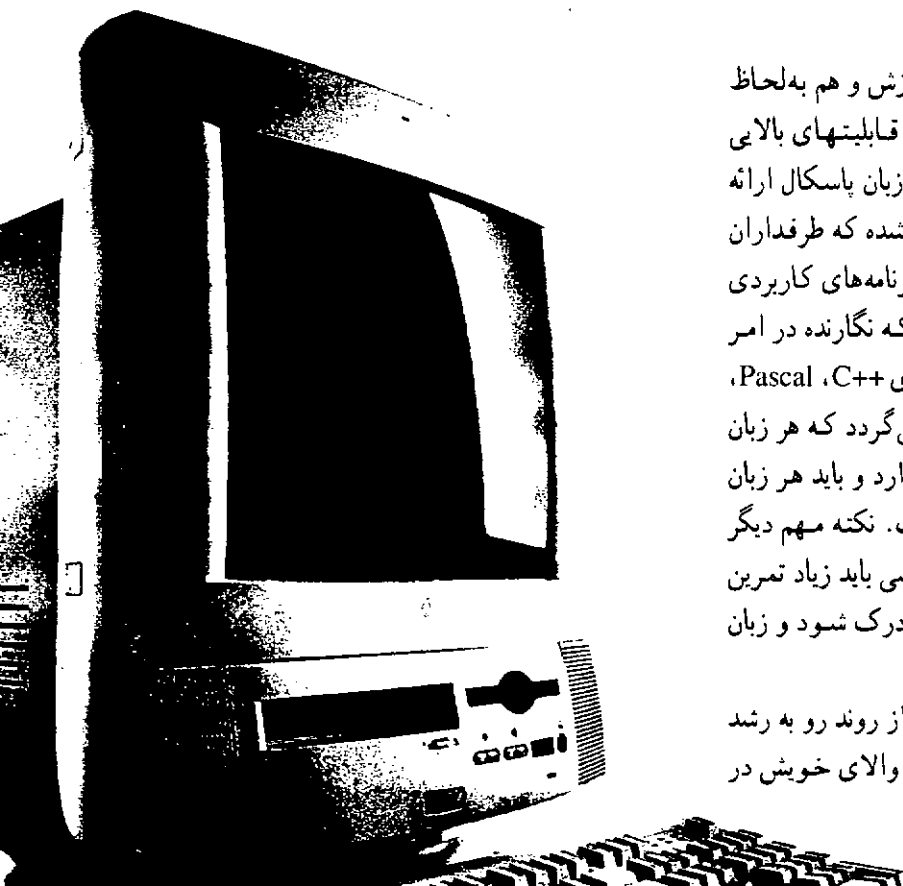 زش و هم به‌لحاظ
قابلیتهای بالایی
زبان پاسکال ارائه
شده که طرفداران
رنامه‌های کاربردی
که نگارنده در امر
ی C++‎، Pascal،
ی‌گردد که هر زبان
ارد و باید هر زبان
. نکته مهم دیگر
سی باید زیاد تمرین
درک شود و زبان
از روند رو به رشد
والای خویش در